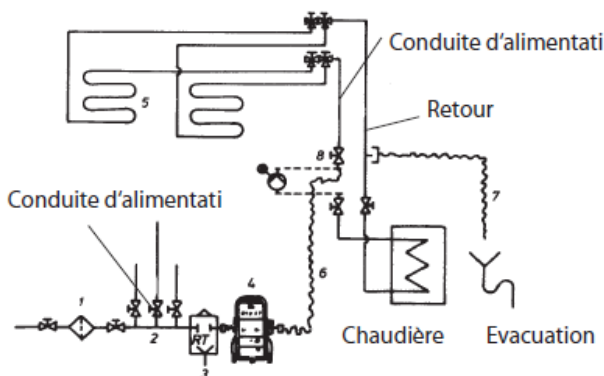 Conduite d'alimentati
Retour
5
8
Conduite d'alimentati
7
6
4
1
2
RT
3
Chaudière
Evacuation